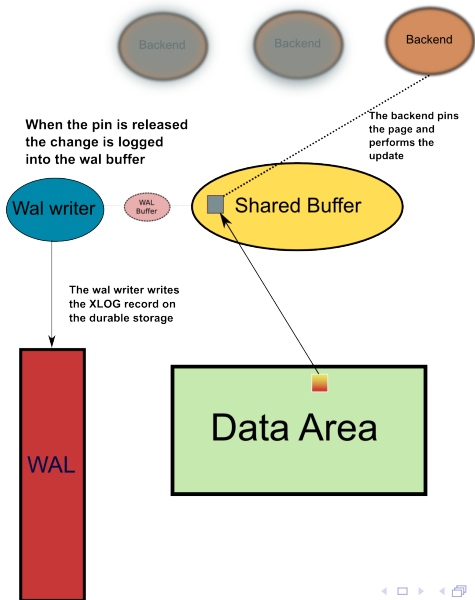 Backend
Backend
Backend
The backend pins
the page and
performs the
update
When the pin is released
the change is logged
into the wal buffer
Wal writer
WAL
Buffer
Shared Buffer
The wal writer writes
the XLOG record on
the durable storage
Data Area
WAL